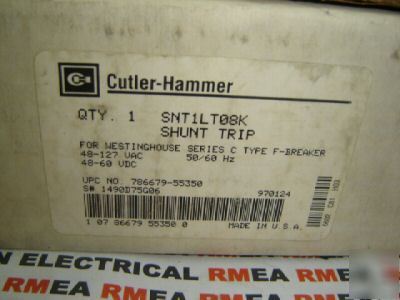 Cutler-Hammer
QTY. 1 SNT1LT08K
SHUNT TRIP
FOR WESTINGHOUSE SERIES C TYPE F-BREAKER
48-127 VAC 50/60 Hz
48-60 VDC
UPC NO. 786679-55350
S# 1490D75G06 970124
1 07 86679 55350 0 MADE IN U.S.A.
N ELECTRICAL RMEA RMEA
RMEA RMEA RMEA